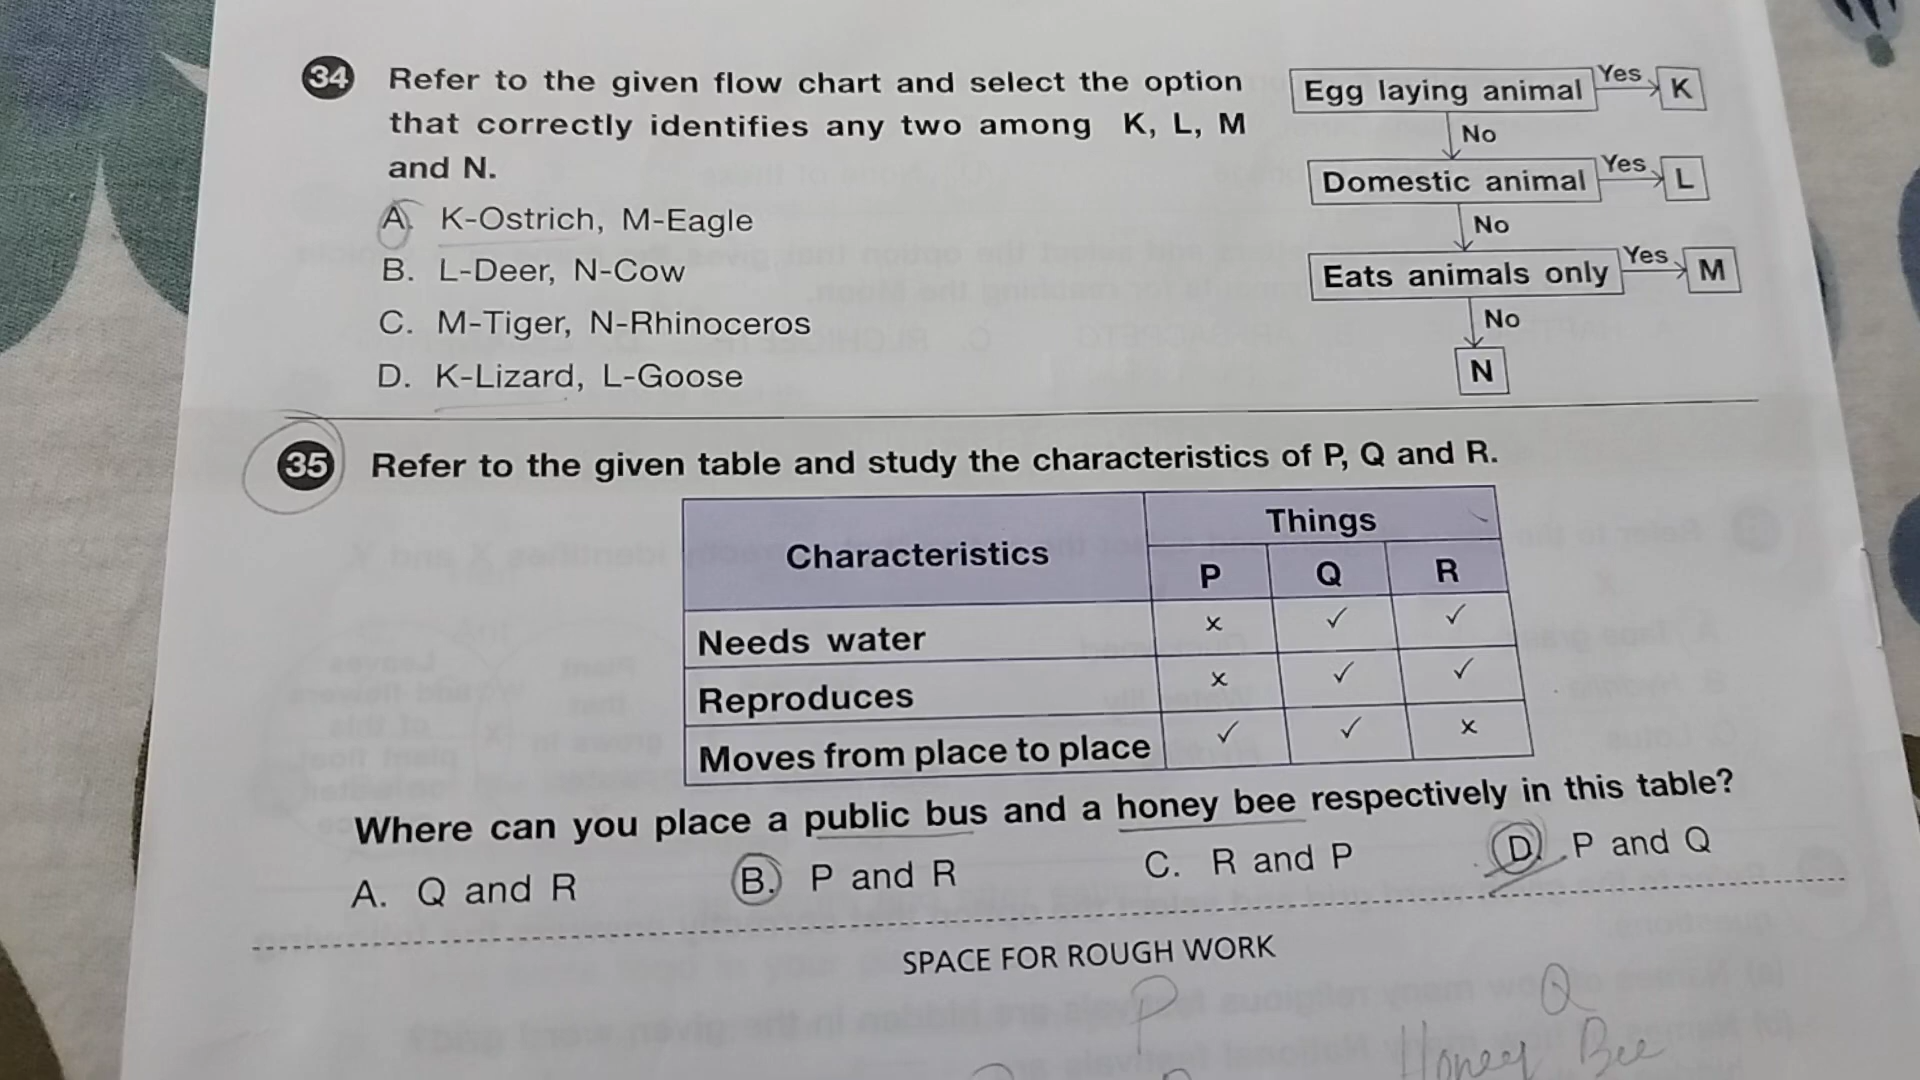 34 Refer to the given flow chart and select the option
that correctly identifies any two among K, L, M
and N.
A. K-Ostrich, M-Eagle
B. L-Deer, N-Cow
C. M-Tiger, N-Rhinoceros
D. K-Lizard, L-Goose
Egg laying animal Yes K
No
Domestic animal Yes L
No
Eats animals only Yes M
No
N
35 Refer to the given table and study the characteristics of P, Q and R.
Characteristics Things
P Q R
Needs water x ✓ ✓
Reproduces x ✓ ✓
Moves from place to place ✓ ✓ x
Where can you place a public bus and a honey bee respectively in this table?
A. Q and R B. P and R C. R and P D. P and Q
SPACE FOR ROUGH WORK
P Q
Honey Bee